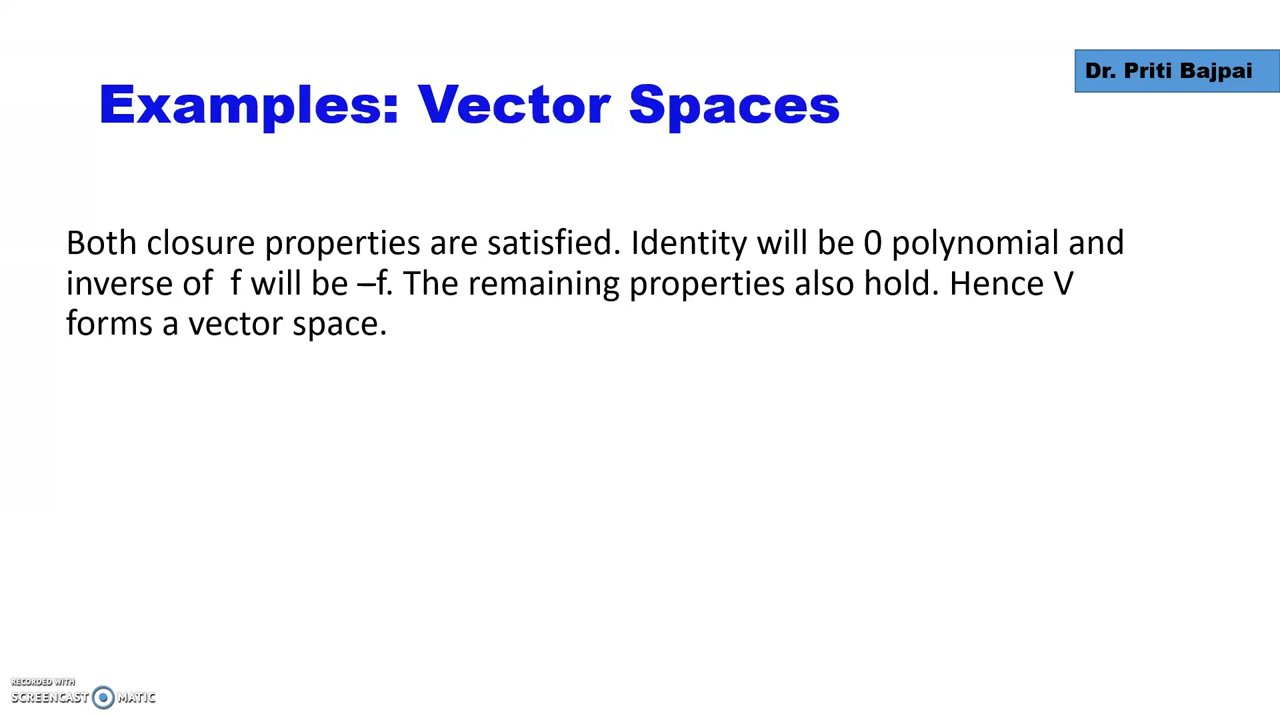 Dr. Priti Bajpai
Examples: Vector Spaces
Both closure properties are satisfied. Identity will be 0 polynomial and
inverse of f will be –f. The remaining properties also hold. Hence V
forms a vector space.
RECORDED WITH
SCREENCAST MATIC